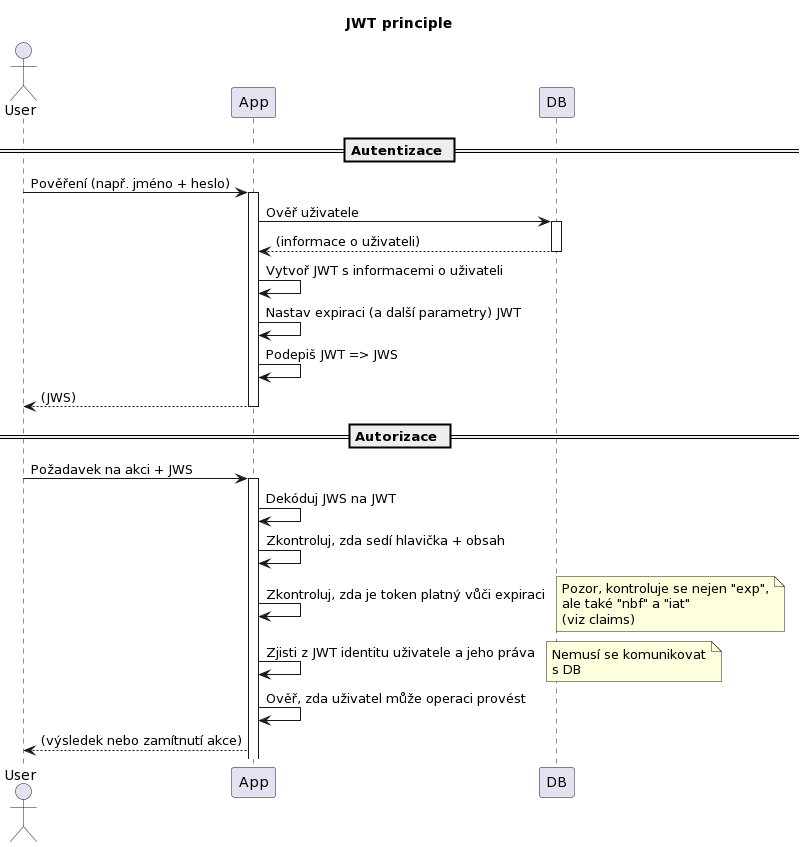 JWT principle
User
App
DB
Autentizace
Pověření (např. jméno + heslo)
Ověř uživatele
(informace o uživateli)
Vytvoř JWT s informacemi o uživateli
Nastav expiraci (a další parametry) JWT
Podepiš JWT => JWS
(JWS)
Autorizace
Požadavek na akci + JWS
Dekóduj JWS na JWT
Zkontroluj, zda sedí hlavička + obsah
Zkontroluj, zda je token platný vůči expiraci
Pozor, kontroluje se nejen "exp",
ale také "nbf" a "iat"
(viz claims)
Zjisti z JWT identitu uživatele a jeho práva
Nemusí se komunikovat
s DB
Ověř, zda uživatel může operaci provést
(výsledek nebo zamítnutí akce)
User
App
DB